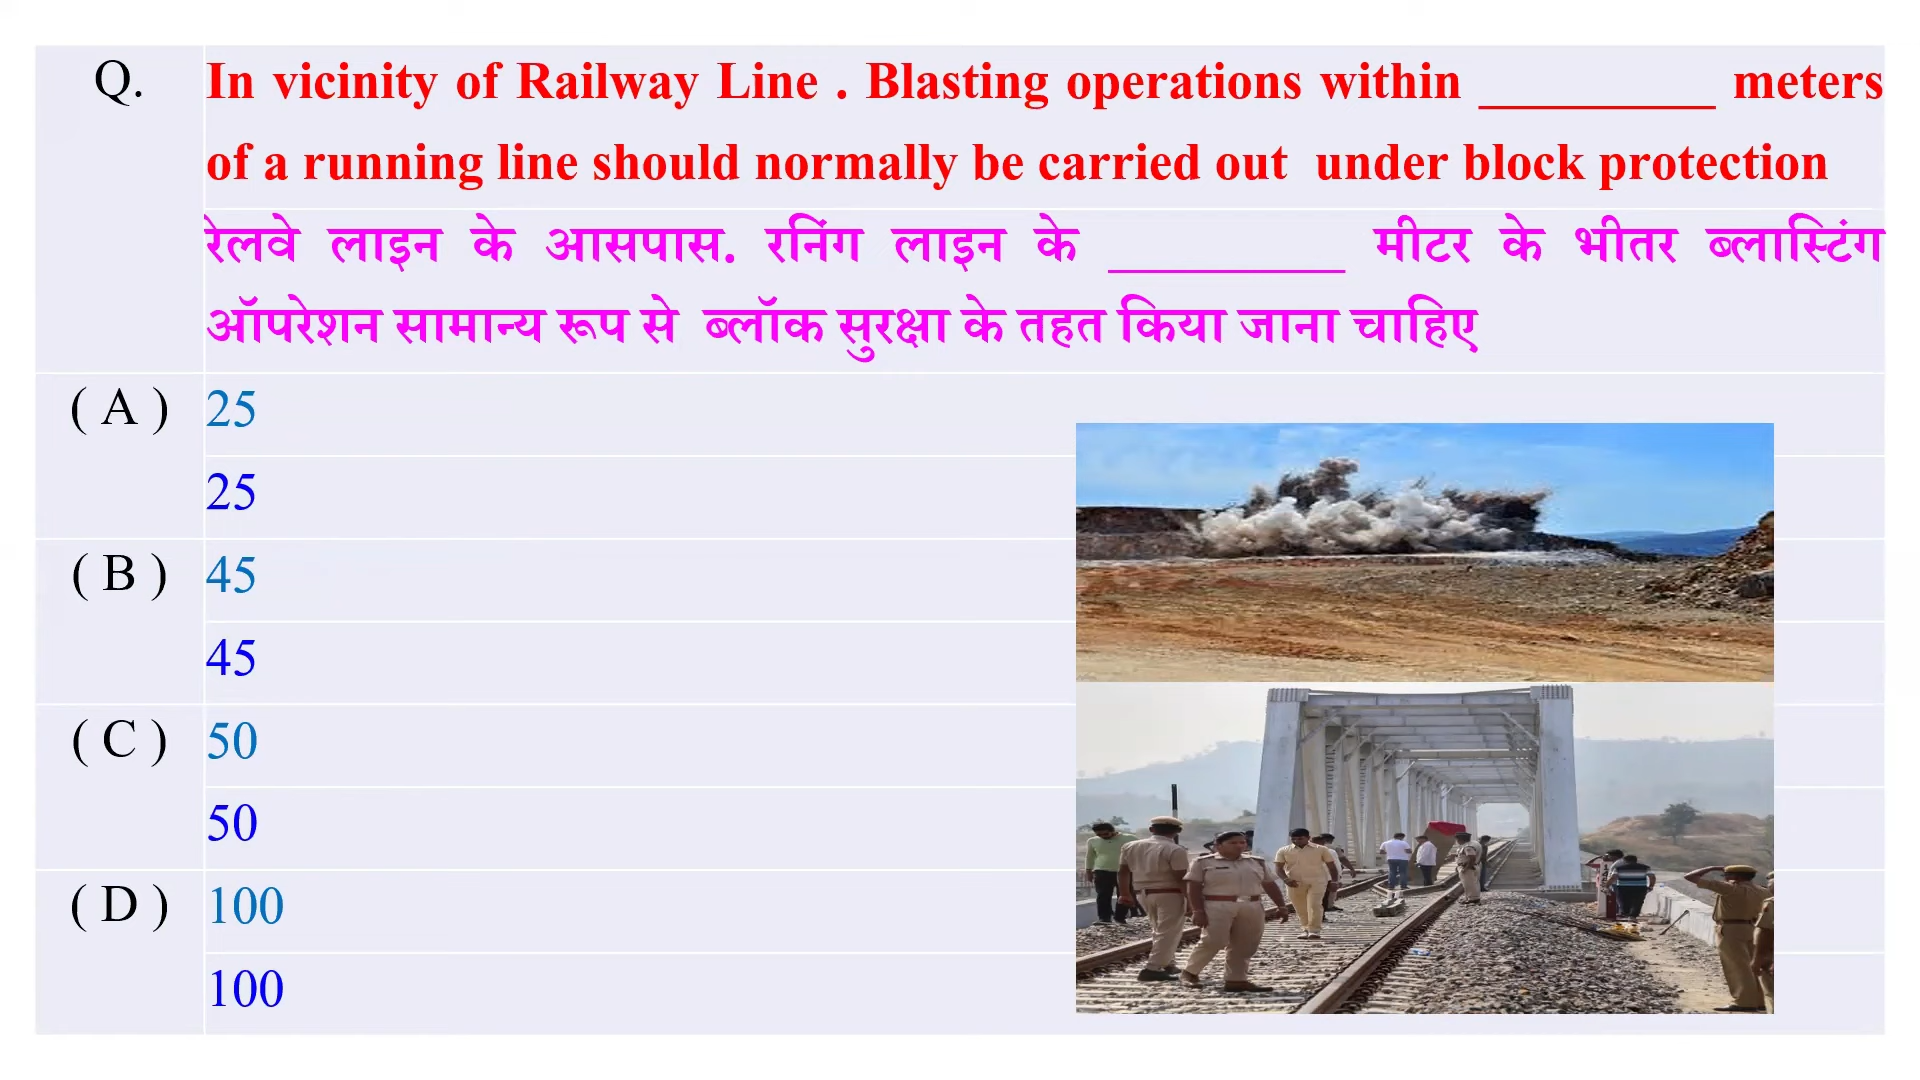 Q. In vicinity of Railway Line . Blasting operations within _________ meters
of a running line should normally be carried out under block protection
रेलवे लाइन के आसपास. रनिंग लाइन के _________ मीटर के भीतर ब्लास्टिंग
ऑपरेशन सामान्य रूप से ब्लॉक सुरक्षा के तहत किया जाना चाहिए
( A ) 25
25
( B ) 45
45
( C ) 50
50
( D ) 100
100